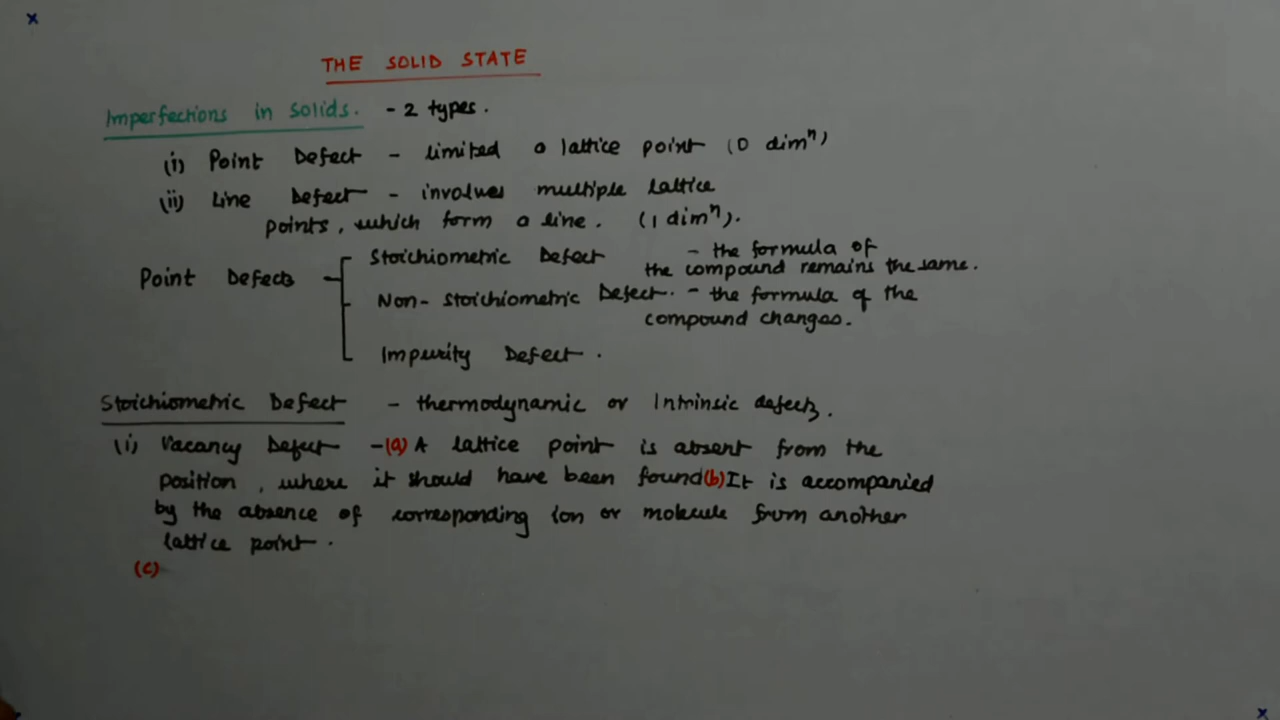 THE SOLID STATE
Imperfections in solids. - 2 types.
(i) Point Defect - limited a lattice point (0 dimⁿ)
(ii) Line Defect - involves multiple lattice
points, which form a line. (1 dimⁿ).
Point Defects
Stoichiometric Defect - the formula of
the compound remains the same.
Non-Stoichiometric Defect. - the formula of the
compound changes.
Impurity Defect.
Stoichiometric Defect - thermodynamic or Intrinsic defects.
(i) Vacancy Defect - (a) A lattice point is absent from the
position, where it should have been found (b) It is accompanied
by the absence of corresponding ion or molecule from another
lattice point.
(c)